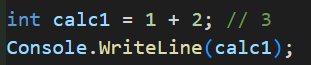 int calc1 = 1 + 2; // 3
Console.WriteLine(calc1);